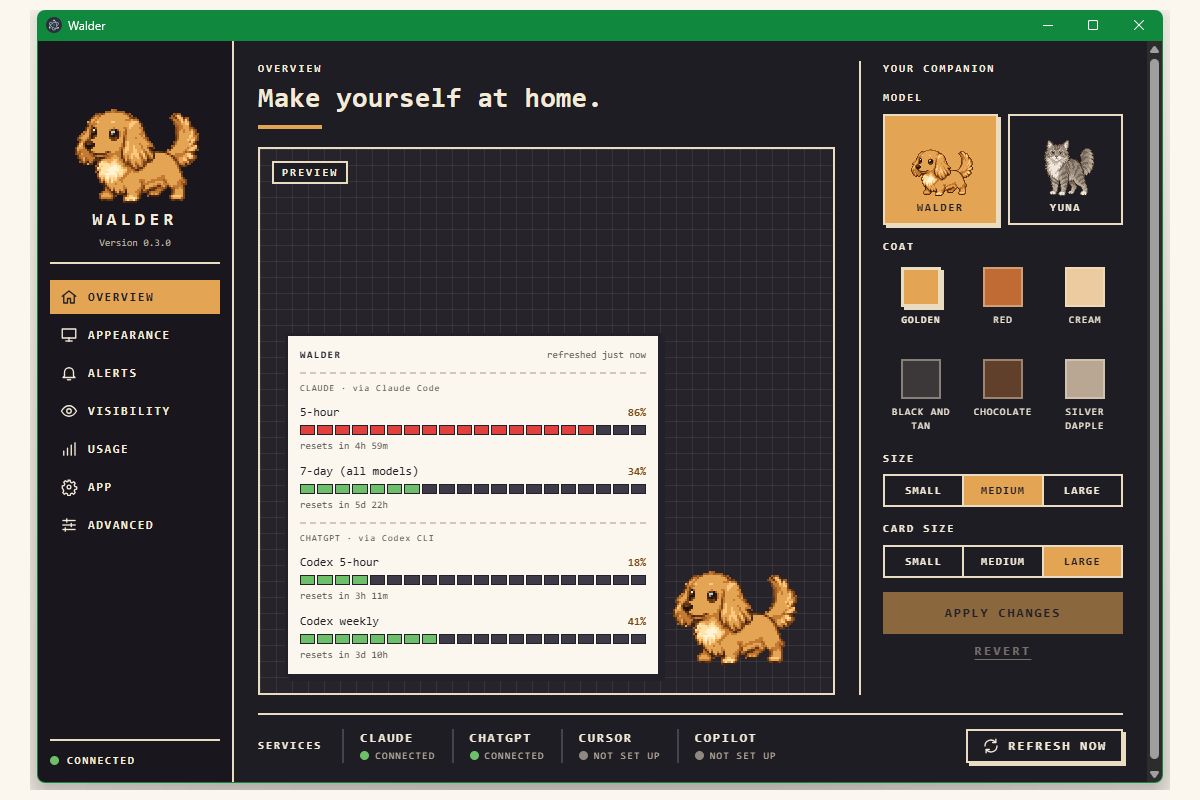 Walder
WALDER
Version 0.3.0
OVERVIEW
APPEARANCE
ALERTS
VISIBILITY
USAGE
APP
ADVANCED
CONNECTED
OVERVIEW
Make yourself at home.
PREVIEW
WALDER refreshed just now
CLAUDE · via Claude Code
5-hour 86%
resets in 4h 59m
7-day (all models) 34%
resets in 5d 22h
CHATGPT · via Codex CLI
Codex 5-hour 18%
resets in 3h 11m
Codex weekly 41%
resets in 3d 10h
YOUR COMPANION
MODEL
WALDER YUNA
COAT
GOLDEN RED CREAM
BLACK AND
TAN
CHOCOLATE
SILVER
DAPPLE
SIZE
SMALL MEDIUM LARGE
CARD SIZE
SMALL MEDIUM LARGE
APPLY CHANGES
REVERT
SERVICES
CLAUDE
CONNECTED
CHATGPT
CONNECTED
CURSOR
NOT SET UP
COPILOT
NOT SET UP
REFRESH NOW